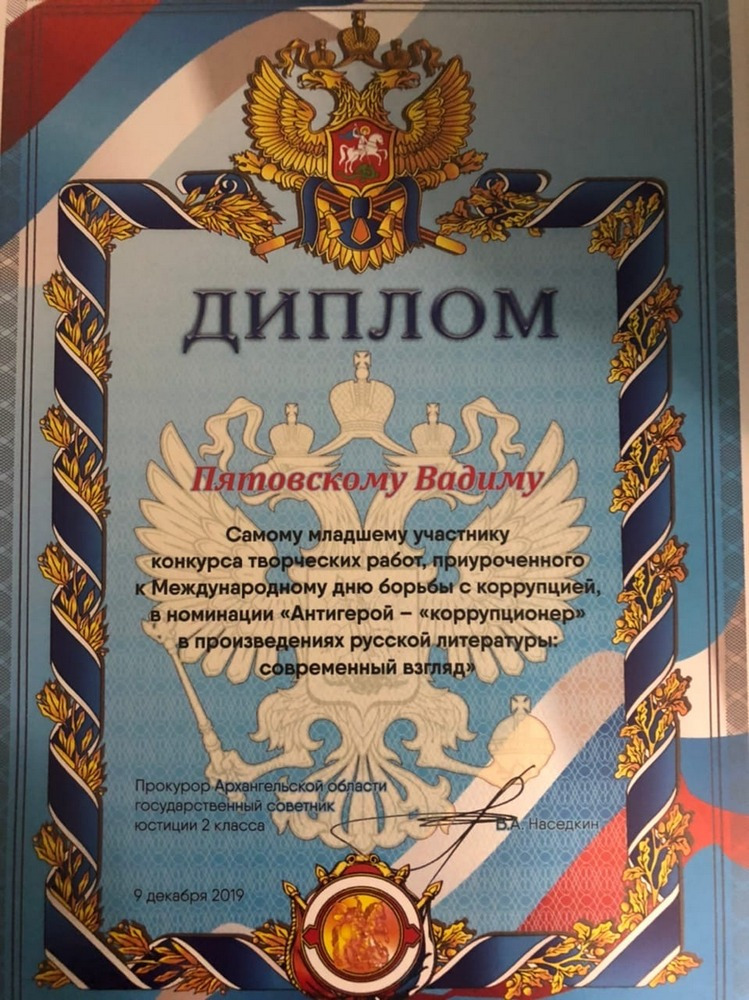 ДИПЛОМ
Пятовскому Вадиму
Самому младшему участнику
конкурса творческих работ, приуроченного
к Международному дню борьбы с коррупцией,
в номинации «Антигерой – «коррупционер»
в произведениях русской литературы:
современный взгляд»
Прокурор Архангельской области
государственный советник
юстиции 2 класса
В.А. Наседкин
9 декабря 2019